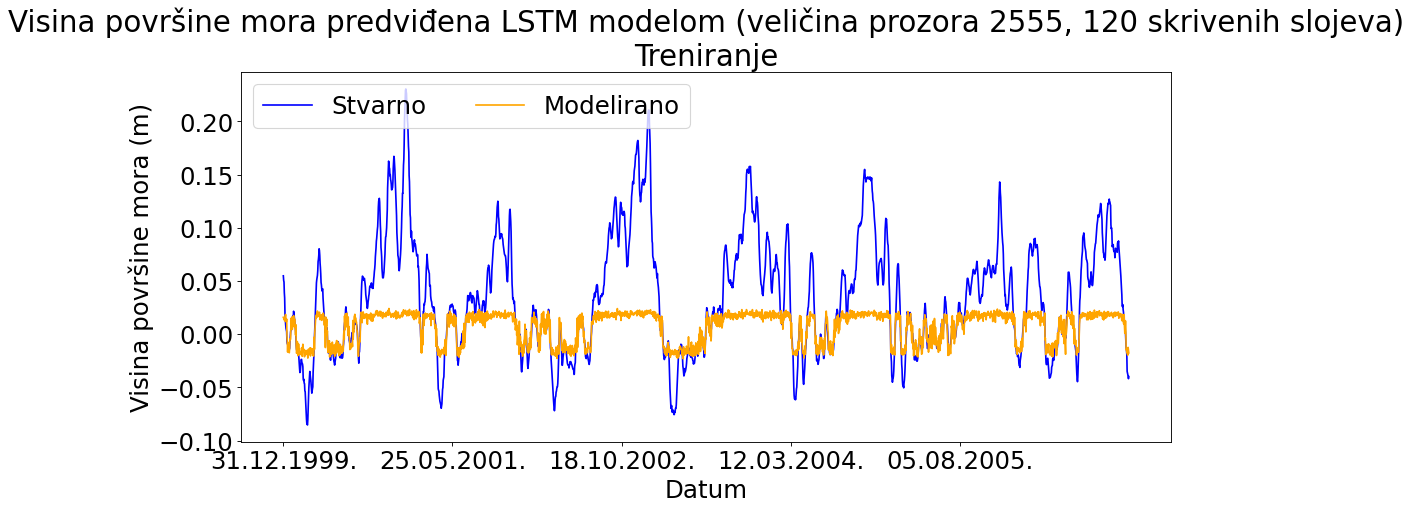 Visina površine mora predviđena LSTM modelom (veličina prozora 2555, 120 skrivenih slojeva)
Treniranje
Stvarno Modelirano
Visina površine mora (m)
0.20
0.15
0.10
0.05
0.00
−0.05
−0.10
31.12.1999. 25.05.2001. 18.10.2002. 12.03.2004. 05.08.2005.
Datum